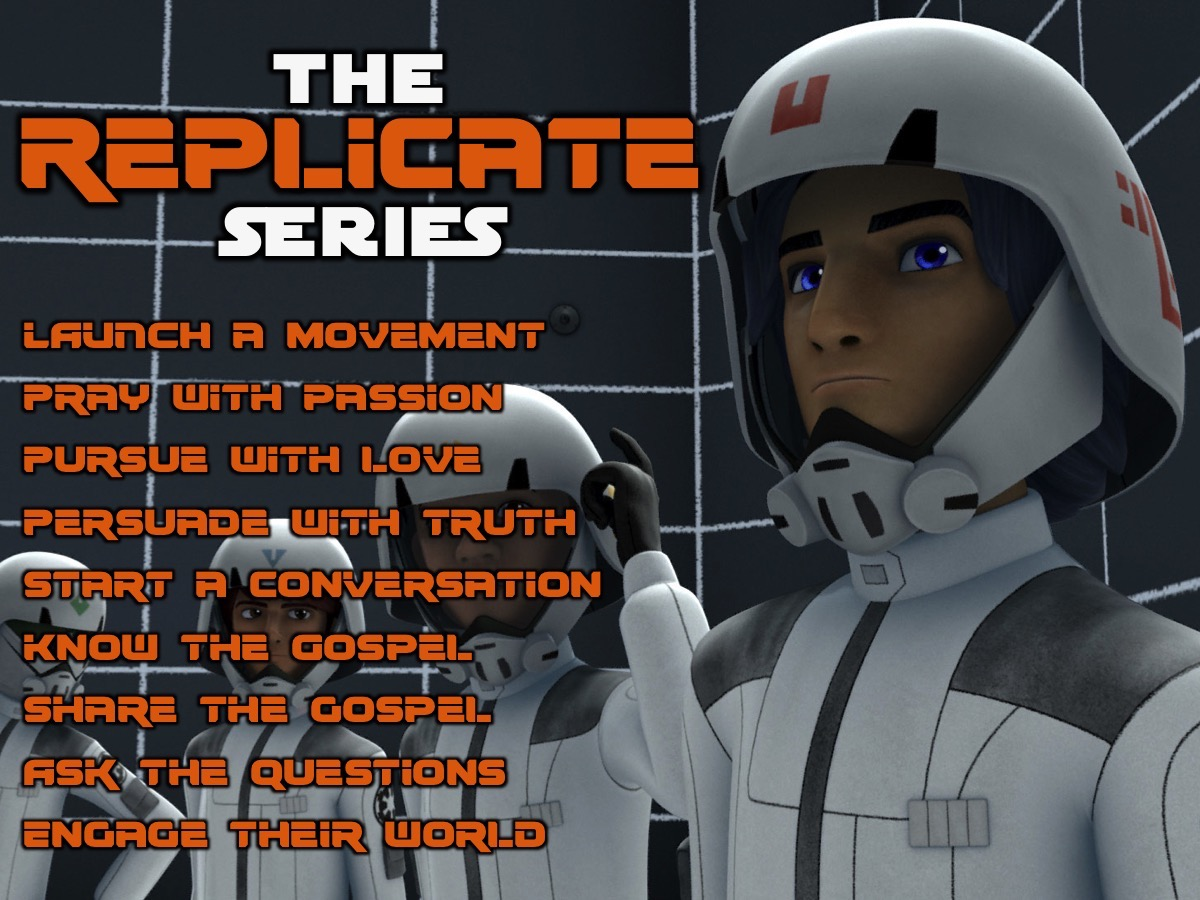 THE
REPLICATE
SERIES
LAUNCH A MOVEMENT
PRAY WITH PASSION
PURSUE WITH LOVE
PERSUADE WITH TRUTH
START A CONVERSATION
KNOW THE GOSPEL
SHARE THE GOSPEL
ASK THE QUESTIONS
ENGAGE THEIR WORLD